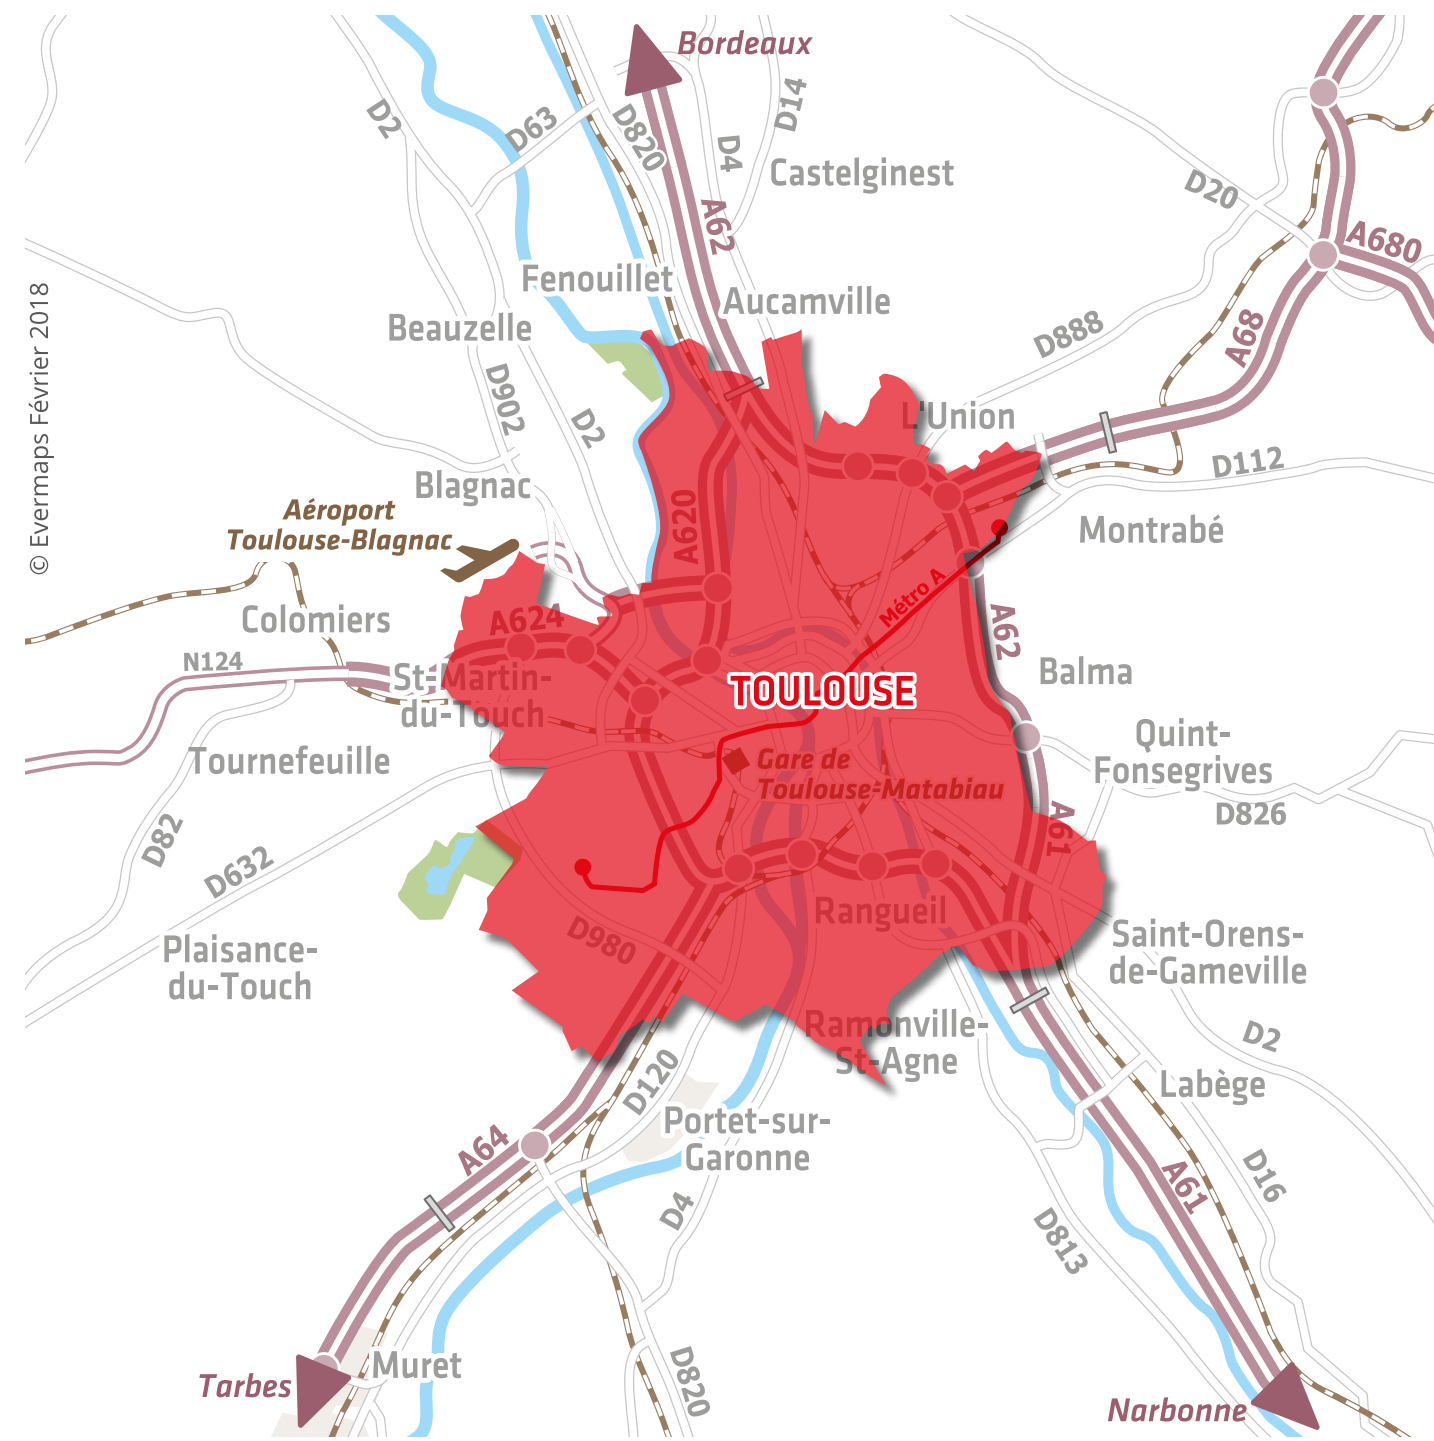 Bordeaux
D2
D63
D820
D4
D14
Castelginest
D20
A62
A680
Fenouillet
Aucamville
Beauzelle
D888
A68
© Evermaps Février 2018
D902
D2
L'Union
D112
Blagnac
Aéroport
Toulouse-Blagnac
A620
Montrabé
Colomiers
A624
Métro A
A62
N124
St-Martin-
du-Touch
TOULOUSE
Balma
Tournefeuille
Gare de
Toulouse-Matabiau
Quint-
Fonsegrives
D826
A61
D82
D632
D980
Rangueil
Plaisance-
du-Touch
Saint-Orens-
de-Gameville
Ramonville-
St-Agne
D2
D120
Labège
Portet-sur-
Garonne
A64
D4
A61
D16
D813
Tarbes
Muret
D820
Narbonne